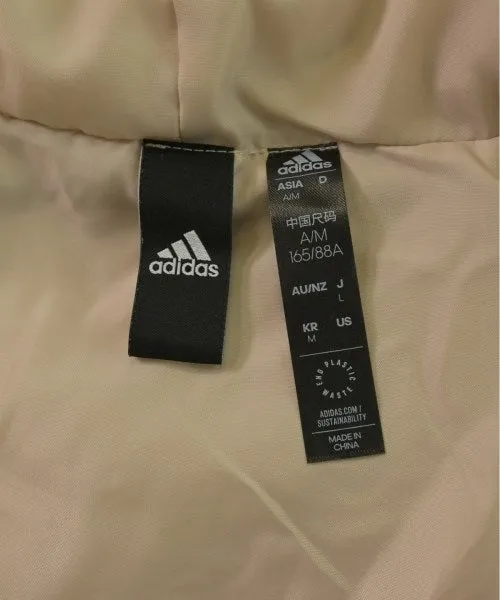 adidas
adidas
ASIA D
A/M
中国尺码
A/M
165/88A
AU/NZ J
L
KR US
M
END PLASTIC WASTE
ADIDAS.COM/
SUSTAINABILITY
MADE IN
CHINA